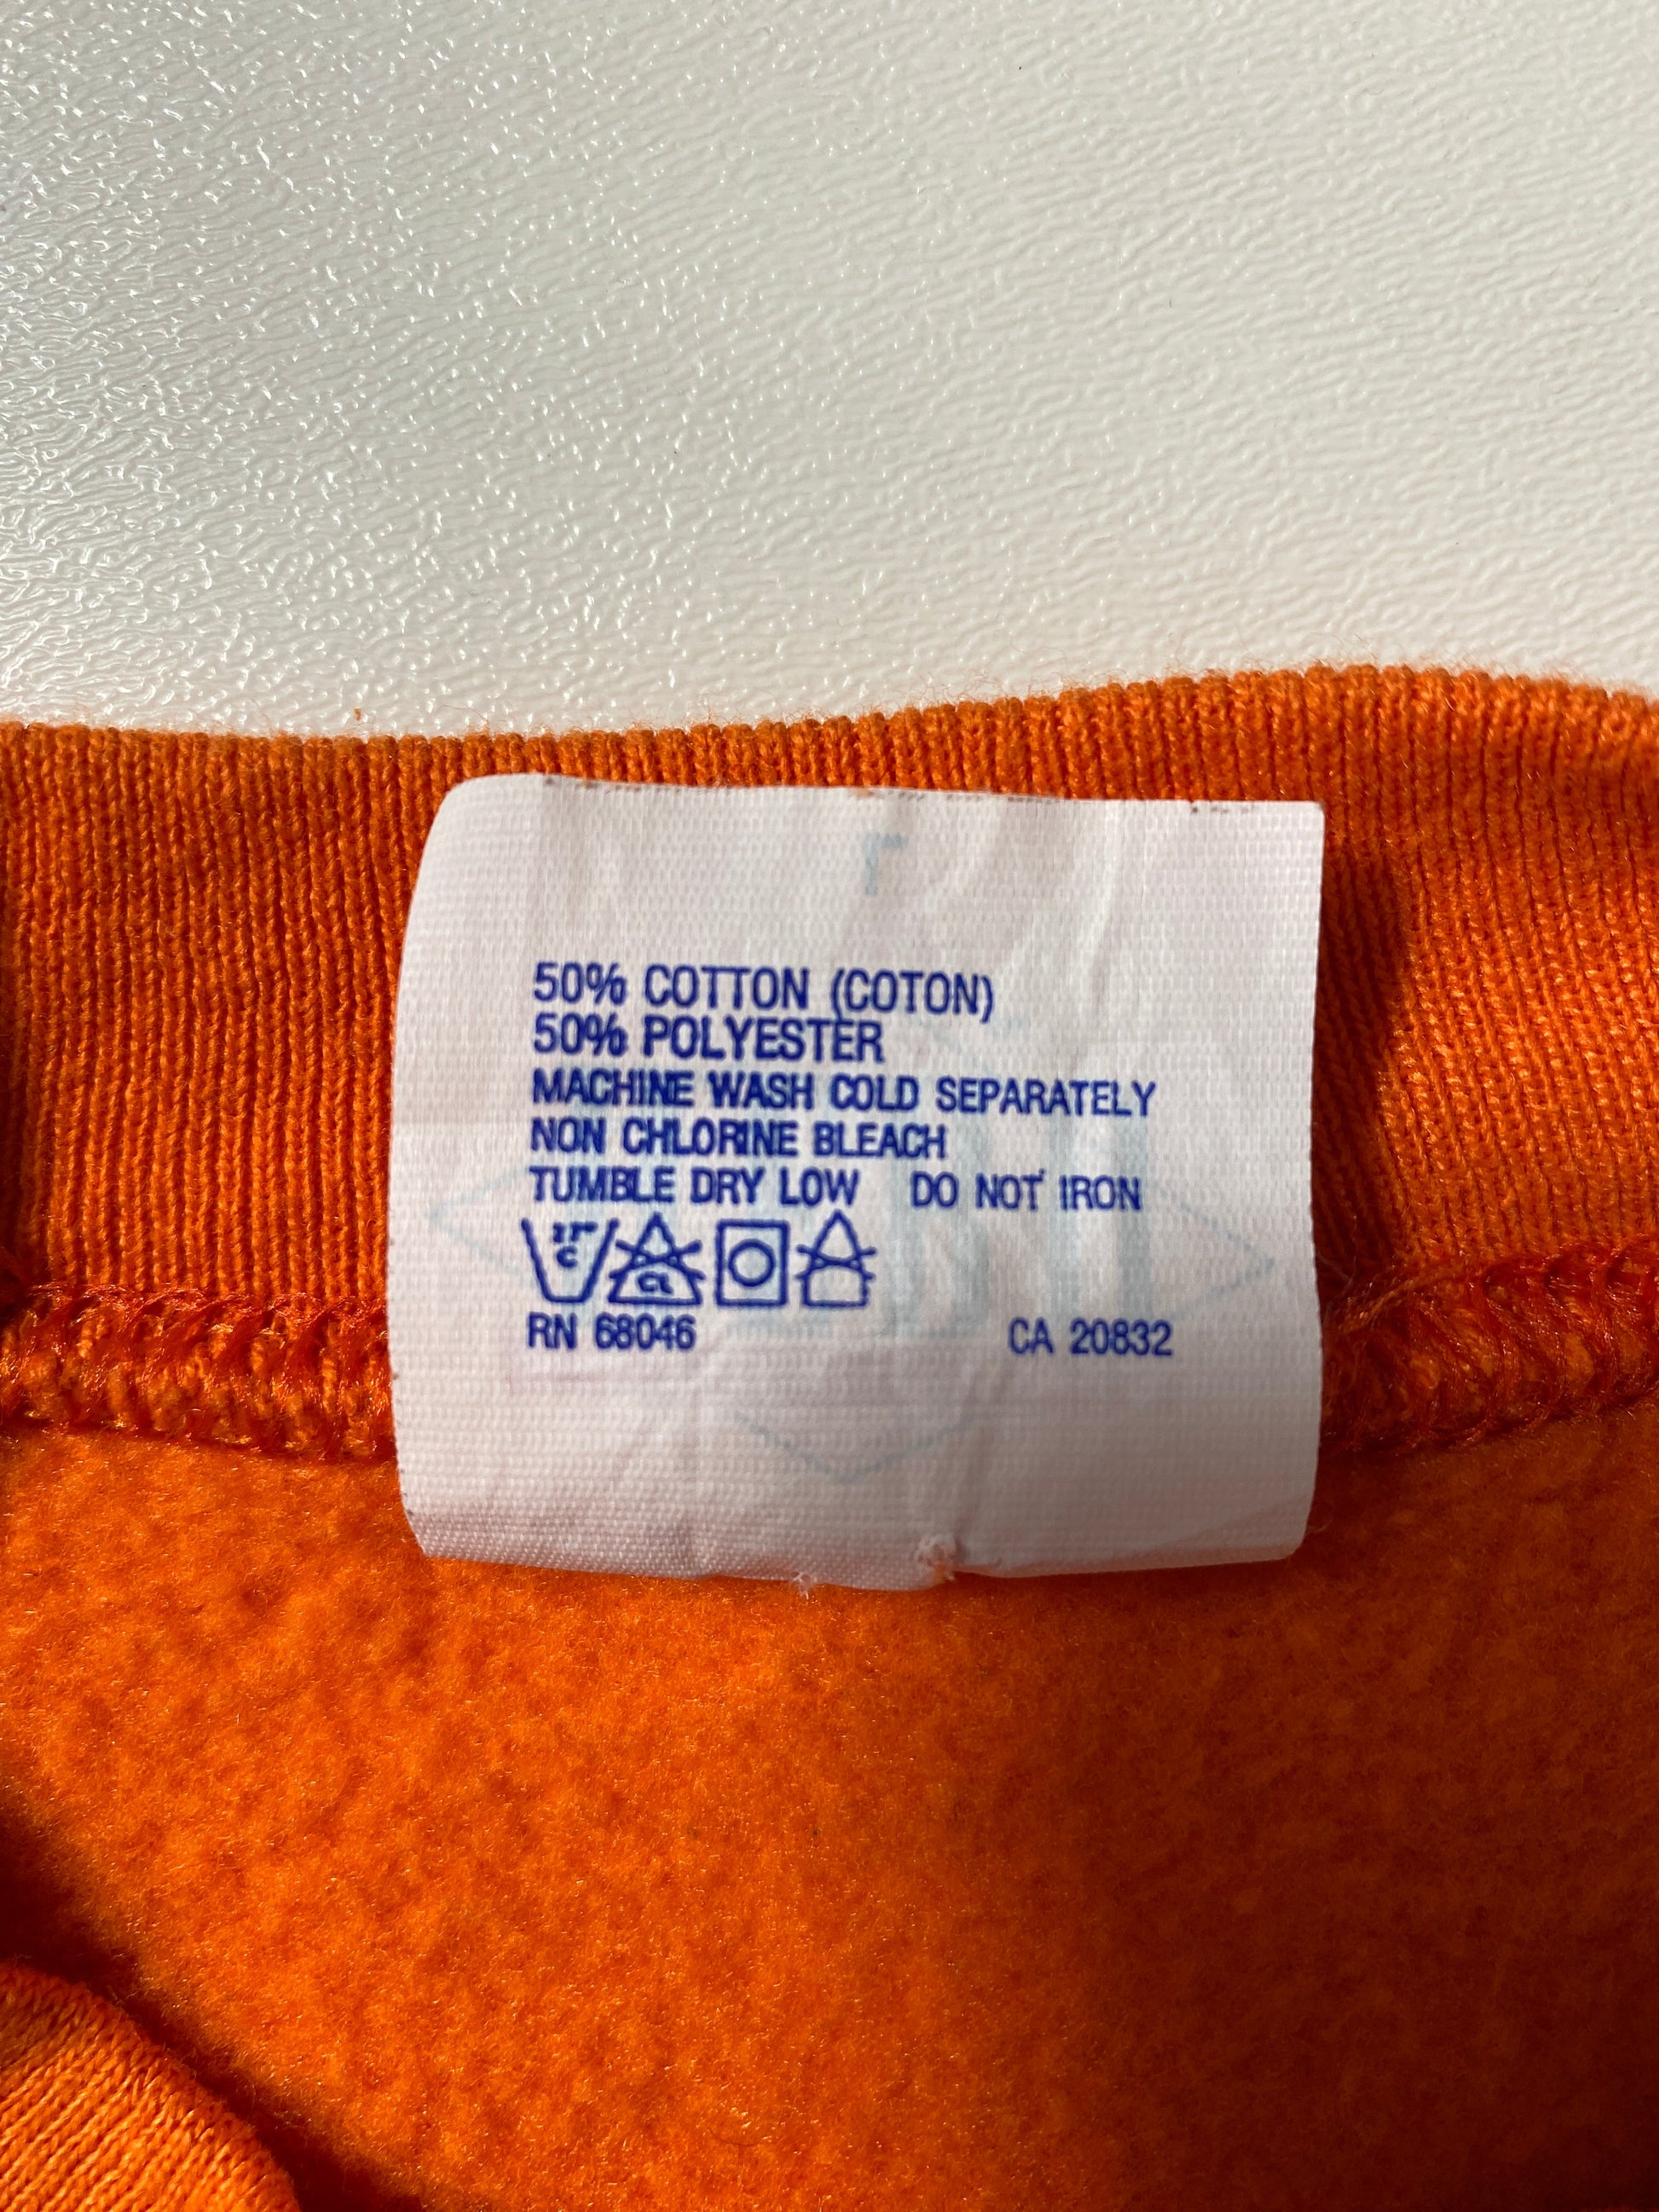 50% COTTON (COTON)
50% POLYESTER
MACHINE WASH COLD SEPARATELY
NON CHLORINE BLEACH
TUMBLE DRY LOW DO NOT IRON
CL
RN 68046 CA 20832